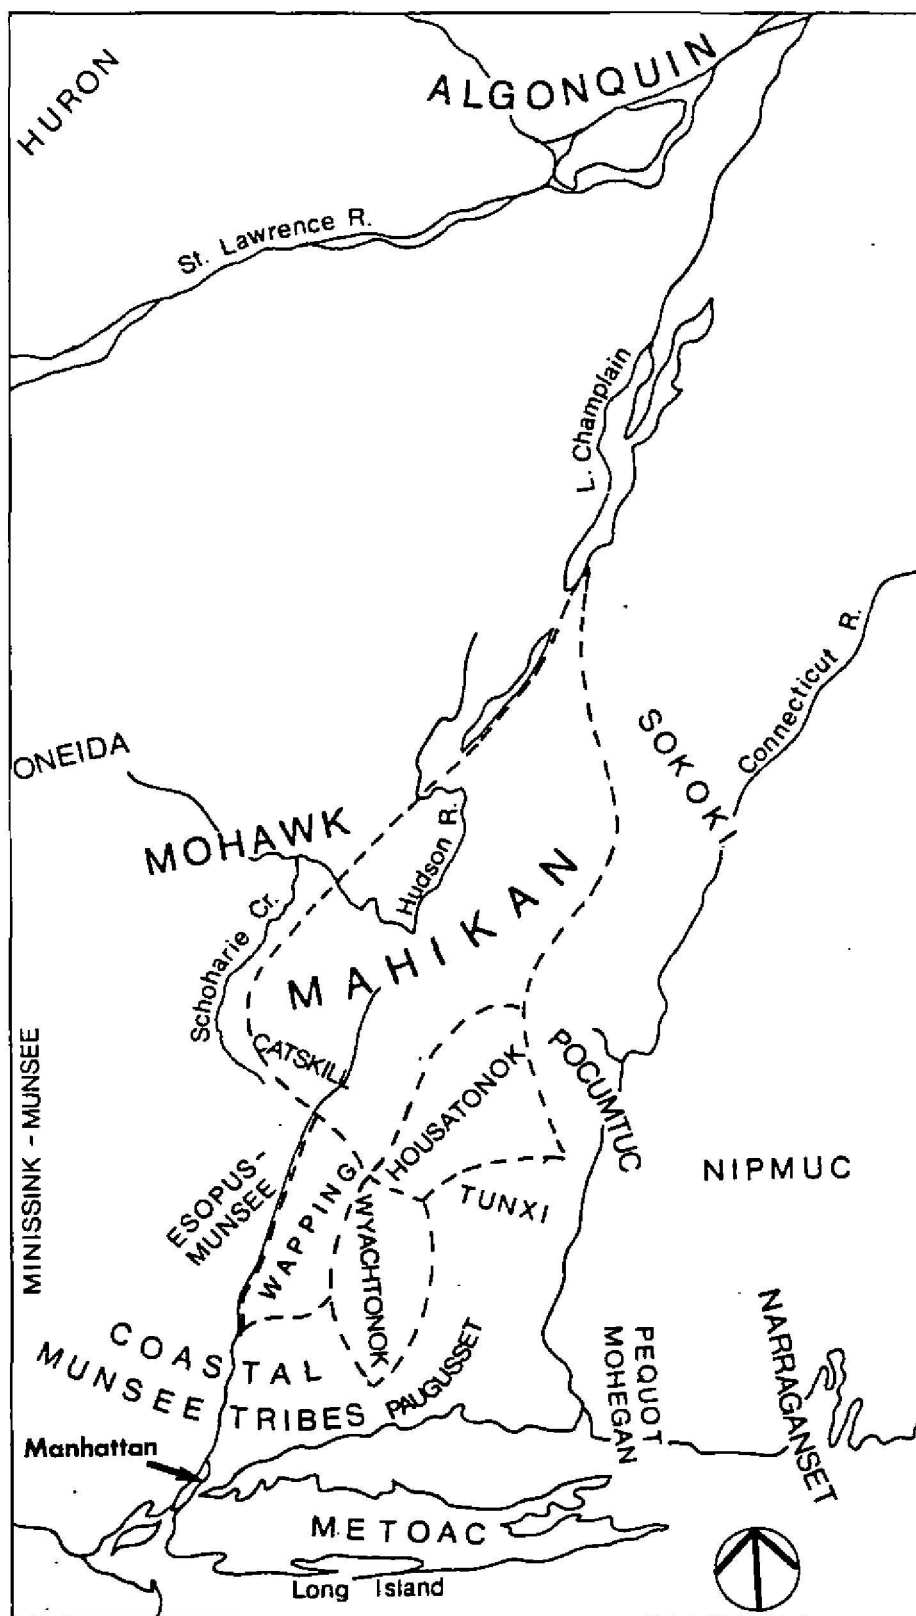 HURON
ALGONQUIN
St. Lawrence R.
L. Champlain
Connecticut R.
SOKOKI
ONEIDA
MOHAWK
Hudson R.
Schoharie Cr.
MAHIKAN
CATSKILL
MINISSINK - MUNSEE
HOUSATONOK
POCUMTUC
NIPMUC
ESOPUS-
MUNSEE
WAPPING
WYACHTONOK
TUNXI
COASTAL
MUNSEE TRIBES
PAUGUSSET
PEQUOT
MOHEGAN
NARRAGANSET
Manhattan
METOAC
Long Island